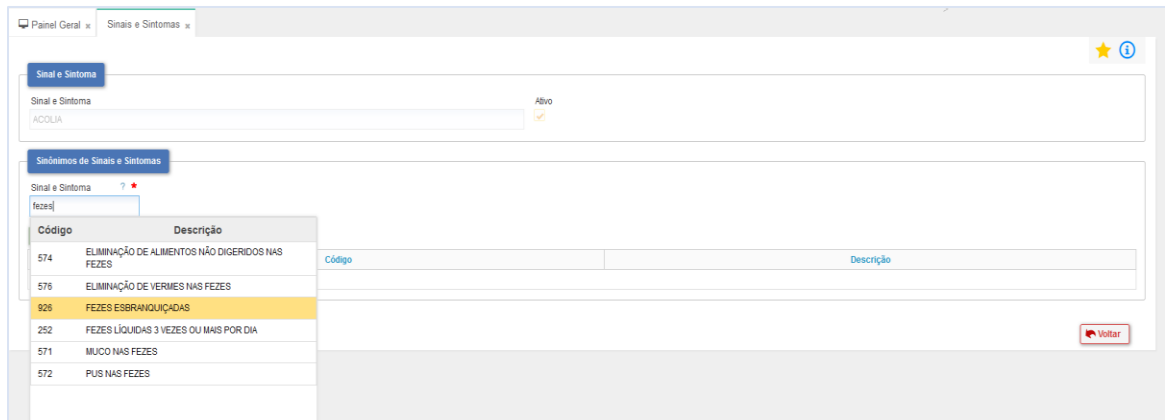 Painel Geral x
Sinais e Sintomas x
Sinal e Sintoma
Sinal e Sintoma
Ativo
ACOLIA
Sinônimos de Sinais e Sintomas
Sinal e Sintoma ? *
fezes
Código Descrição
574 ELIMINAÇÃO DE ALIMENTOS NÃO DIGERIDOS NAS
FEZES
576 ELIMINAÇÃO DE VERMES NAS FEZES
926 FEZES ESBRANQUIÇADAS
252 FEZES LÍQUIDAS 3 VEZES OU MAIS POR DIA
571 MUCO NAS FEZES
572 PUS NAS FEZES
Código Descrição
Voltar